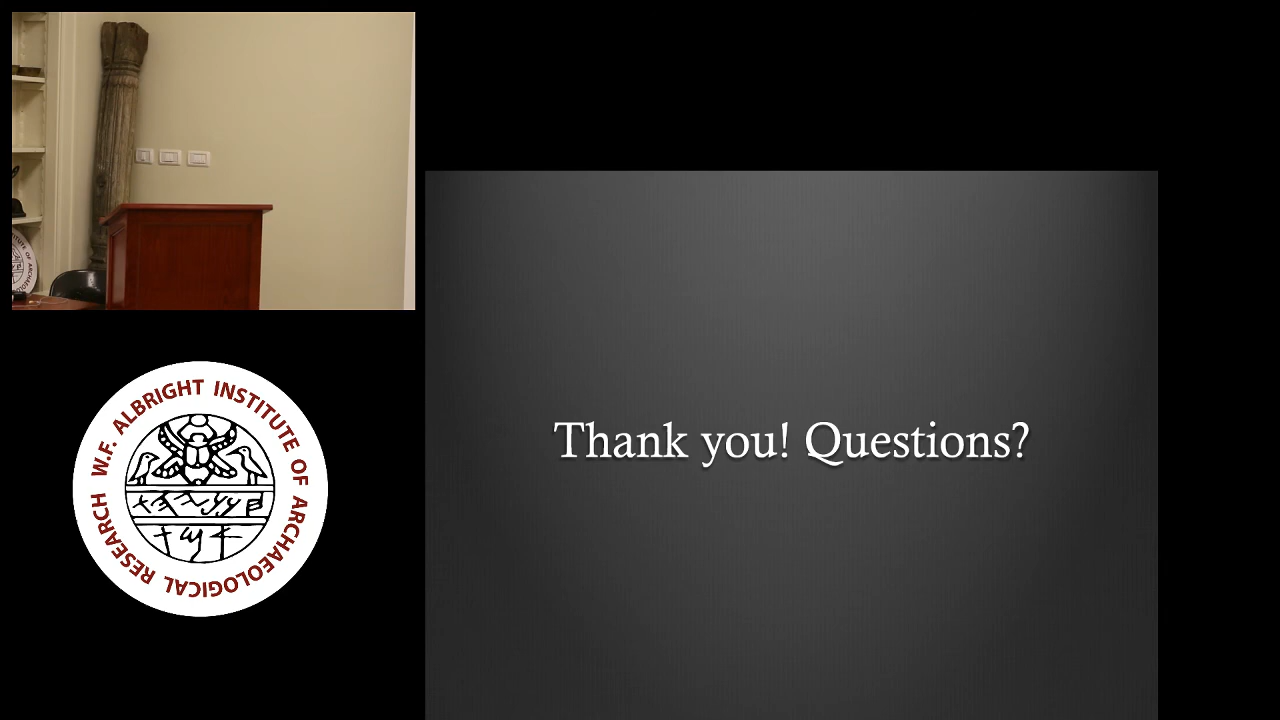 W.F. ALBRIGHT INSTITUTE OF ARCHAEOLOGICAL RESEARCH
Thank you! Questions?